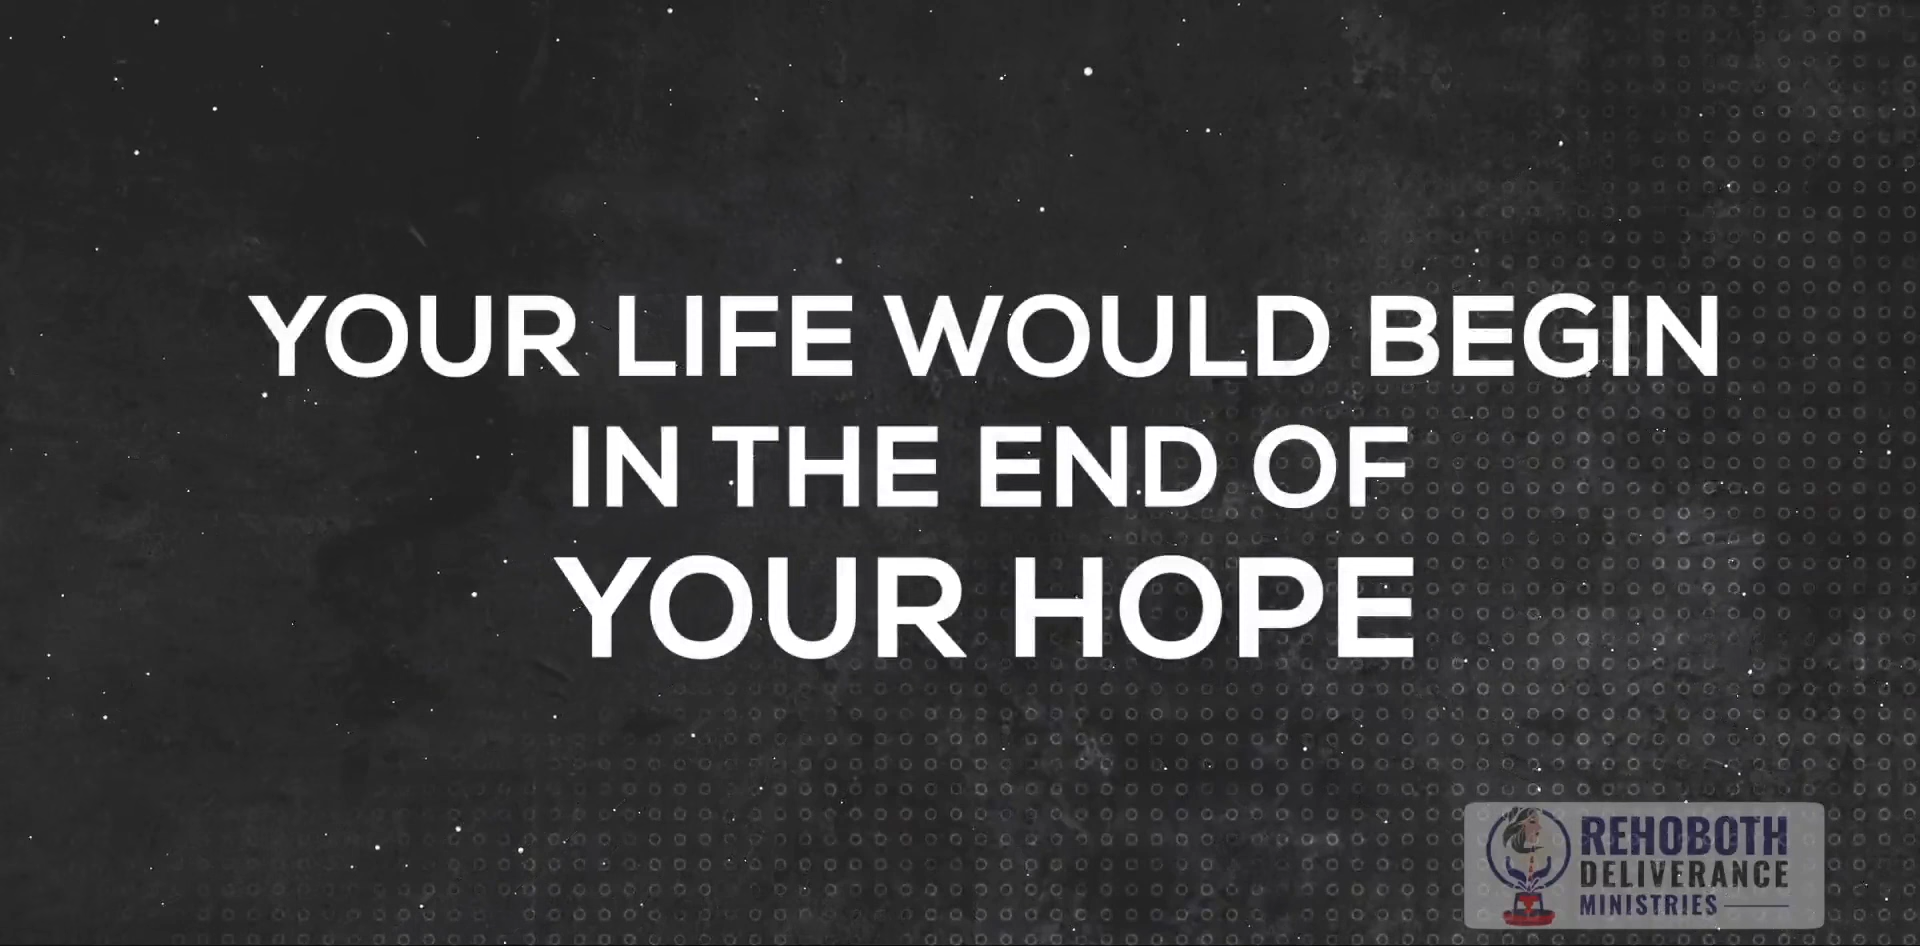 YOUR LIFE WOULD BEGIN
IN THE END OF
YOUR HOPE
REHOBOTH
DELIVERANCE
MINISTRIES